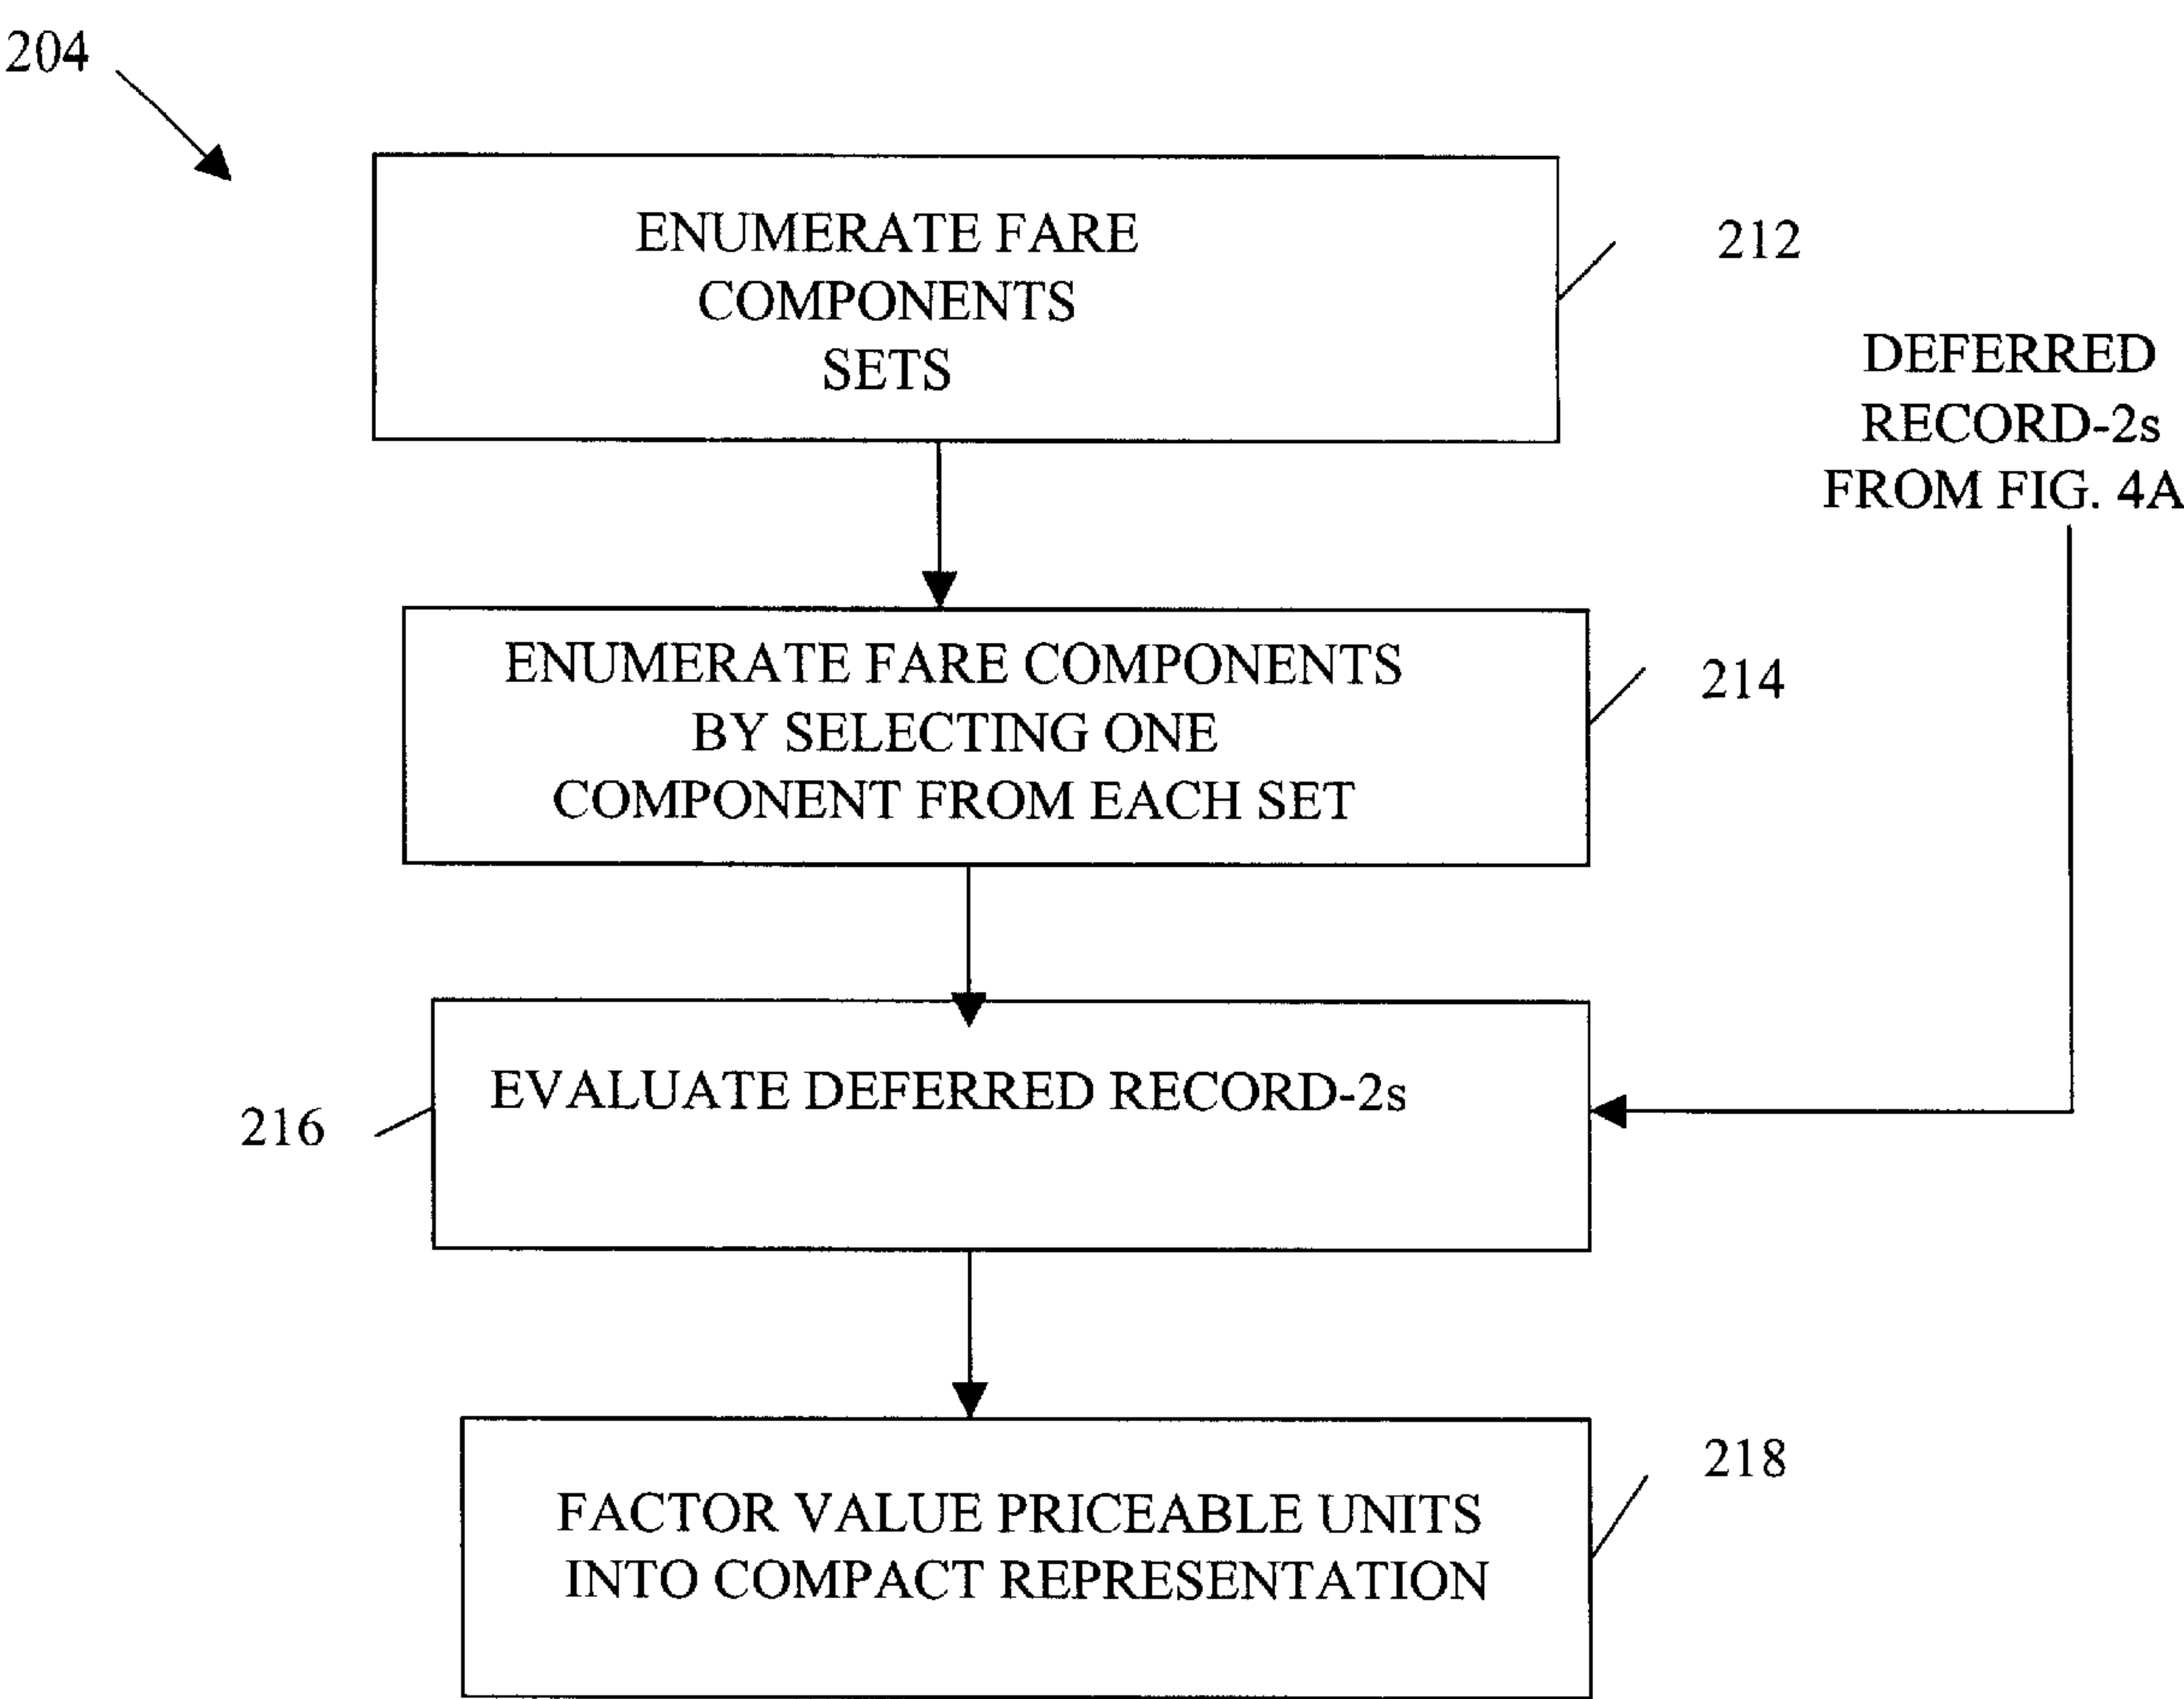 204
ENUMERATE FARE
COMPONENTS
SETS
212
DEFERRED
RECORD-2s
FROM FIG. 4A
ENUMERATE FARE COMPONENTS
BY SELECTING ONE
COMPONENT FROM EACH SET
214
EVALUATE DEFERRED RECORD-2s
216
FACTOR VALUE PRICEABLE UNITS
INTO COMPACT REPRESENTATION
218